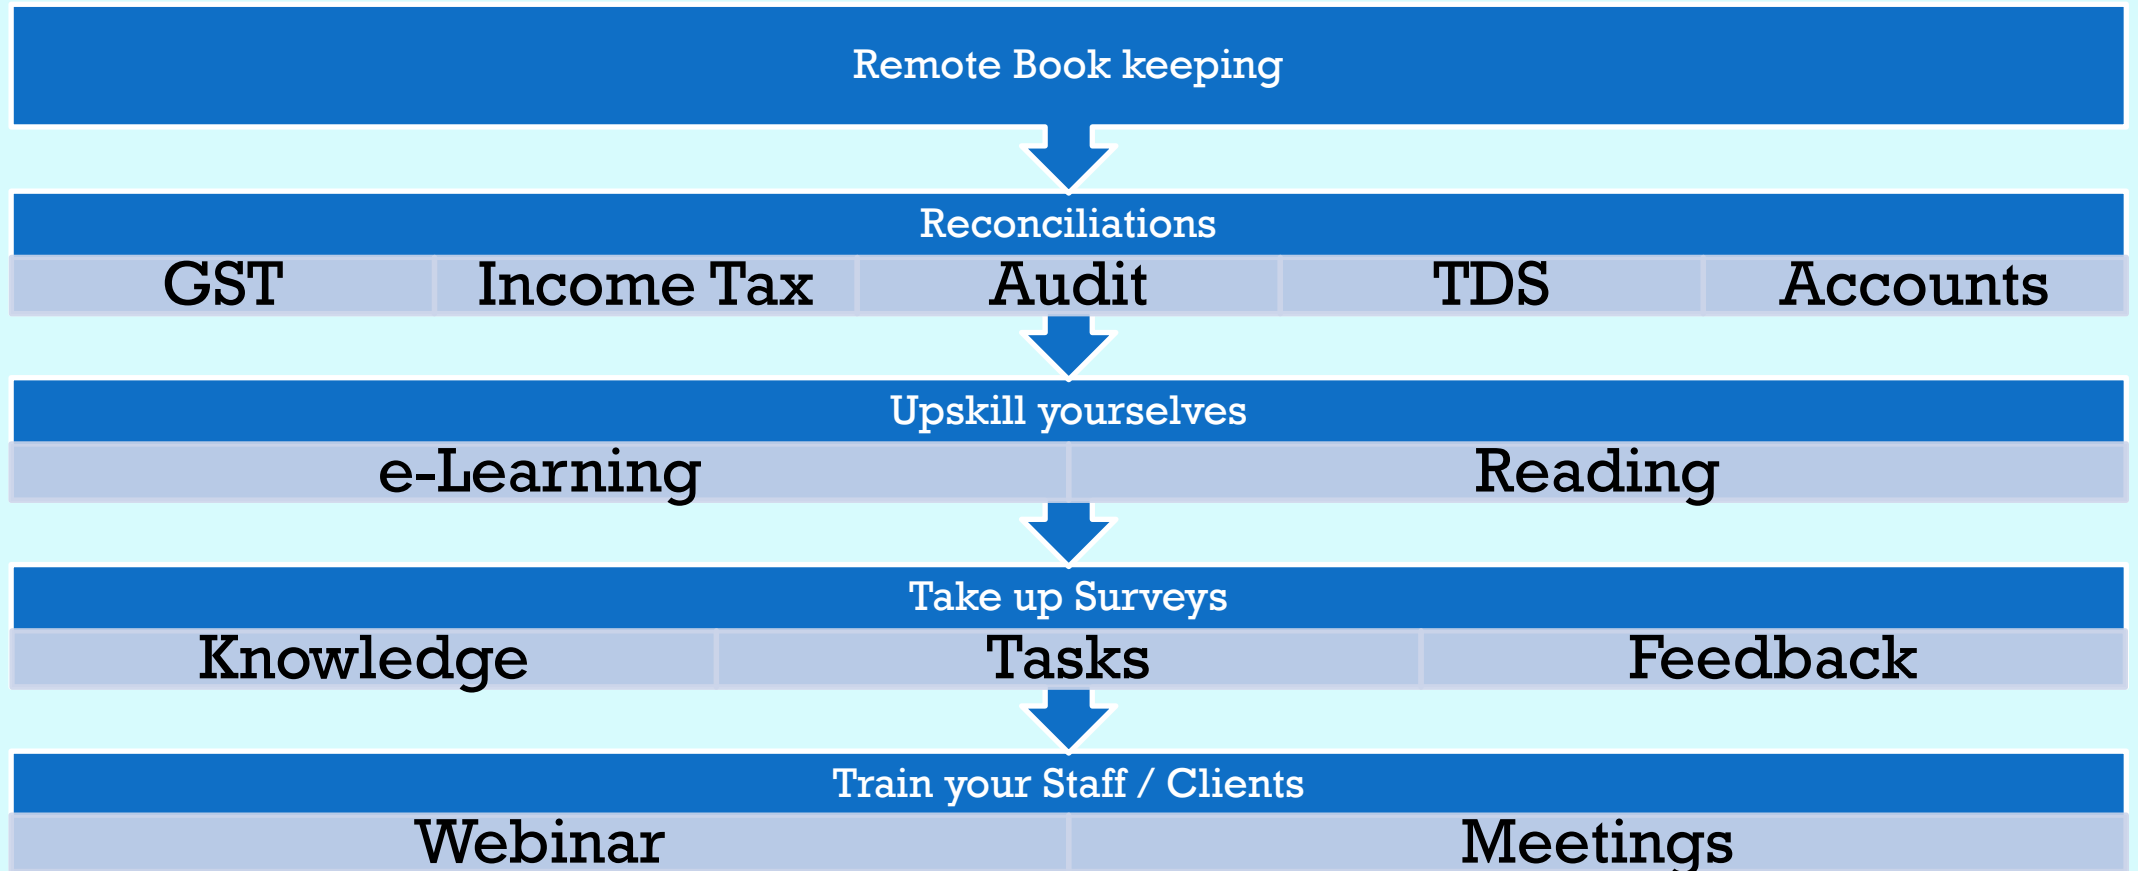 Remote Book keeping
Reconciliations
GST Income Tax Audit TDS Accounts
Upskill yourselves
e-Learning Reading
Take up Surveys
Knowledge Tasks Feedback
Train your Staff / Clients
Webinar Meetings